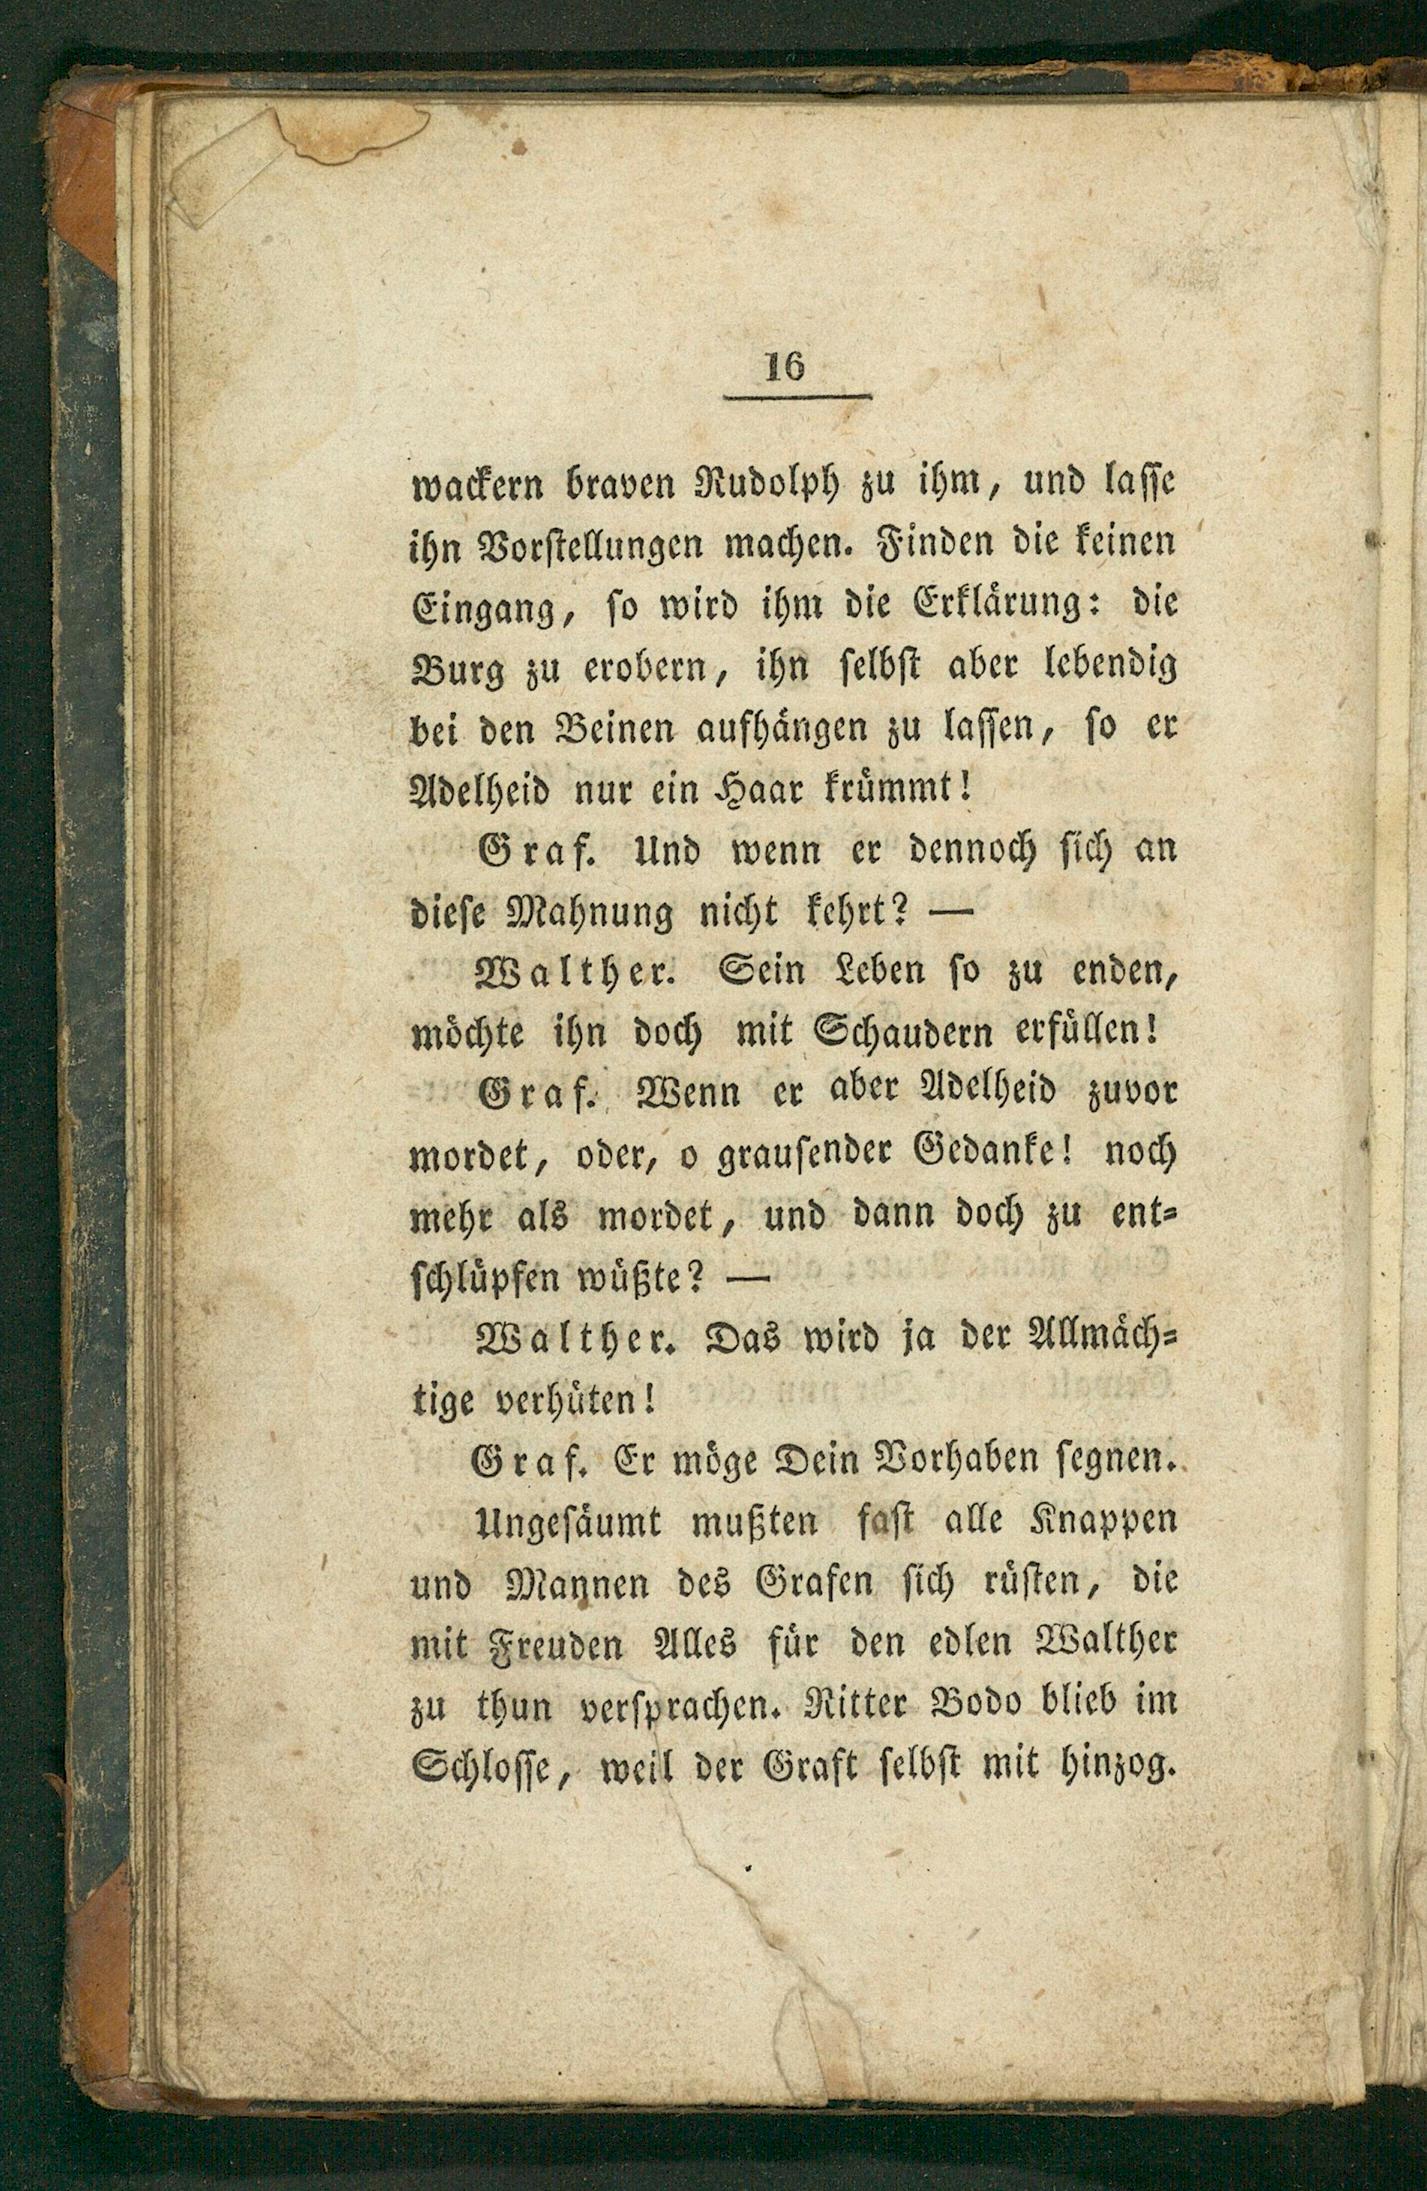 16
wackern braven Rudolph zu ihm, und lasse
ihn Vorstellungen machen. Finden die keinen
Eingang, so wird ihm die Erklärung: die
Burg zu erobern, ihn selbst aber lebendig
bei den Beinen aufhängen zu lassen, so er
Adelheid nur ein Haar krümmt!
Graf. Und wenn er dennoch sich an
diese Mahnung nicht kehrt? —
Walther. Sein Leben so zu enden,
möchte ihn doch mit Schaudern erfüllen!
Graf. Wenn er aber Adelheid zuvor
mordet, oder, o grausender Gedanke! noch
mehr als mordet, und dann doch zu ent-
schlüpfen wüßte? —
Walther. Das wird ja der Allmäch-
tige verhüten!
Graf. Er möge Dein Vorhaben segnen.
Ungesäumt mußten fast alle Knappen
und Mannen des Grafen sich rüsten, die
mit Freuden Alles für den edlen Walther
zu thun versprachen. Ritter Bodo blieb im
Schlosse, weil der Graft selbst mit hinzog.